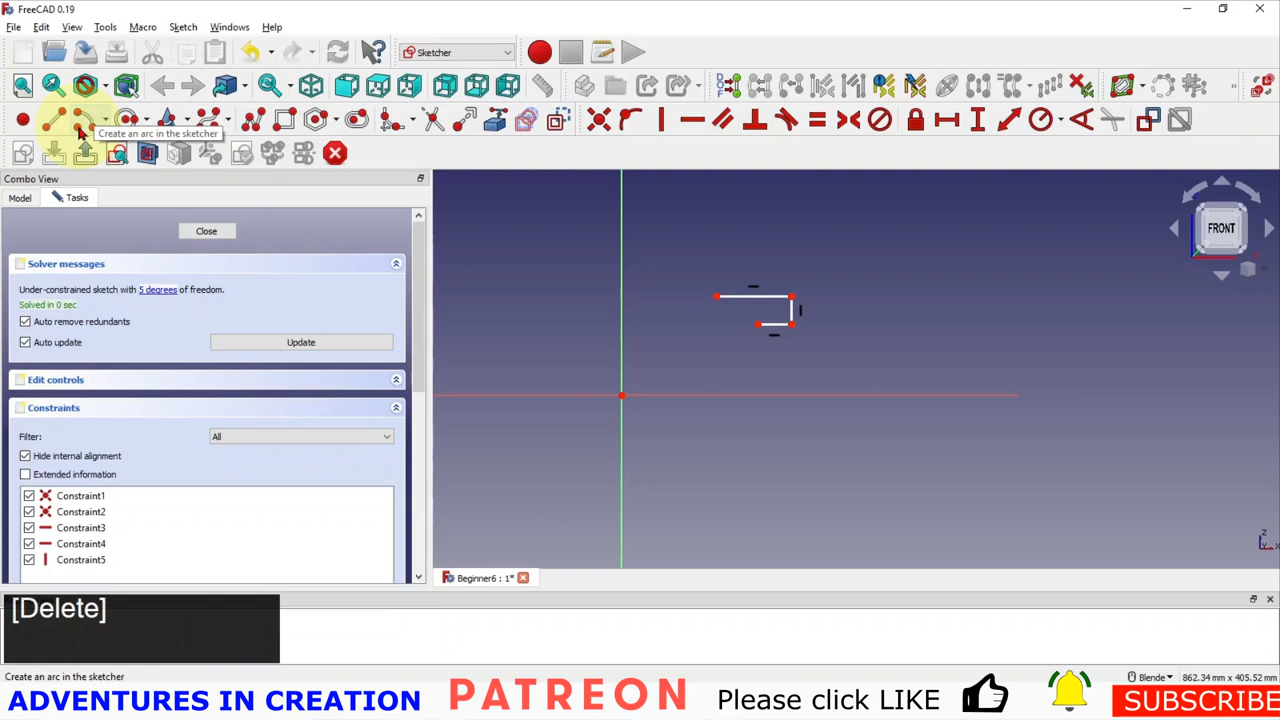 FreeCAD 0.19
File Edit View Tools Macro Sketch Windows Help
Sketcher
Create an arc in the sketcher
Combo View
Model Tasks
Close
Solver messages
Under-constrained sketch with 5 degrees of freedom.
Solved in 0 sec
Auto remove redundants
Auto update Update
Edit controls
Constraints
Filter: All
Hide internal alignment
Extended information
Constraint1
Constraint2
Constraint3
Constraint4
Constraint5
FRONT
Z
Y X
Beginner6 : 1*
[Delete]
Create an arc in the sketcher
Blende 862.34 mm x 405.52 mm
ADVENTURES IN CREATION PATREON Please click LIKE SUBSCRIBE